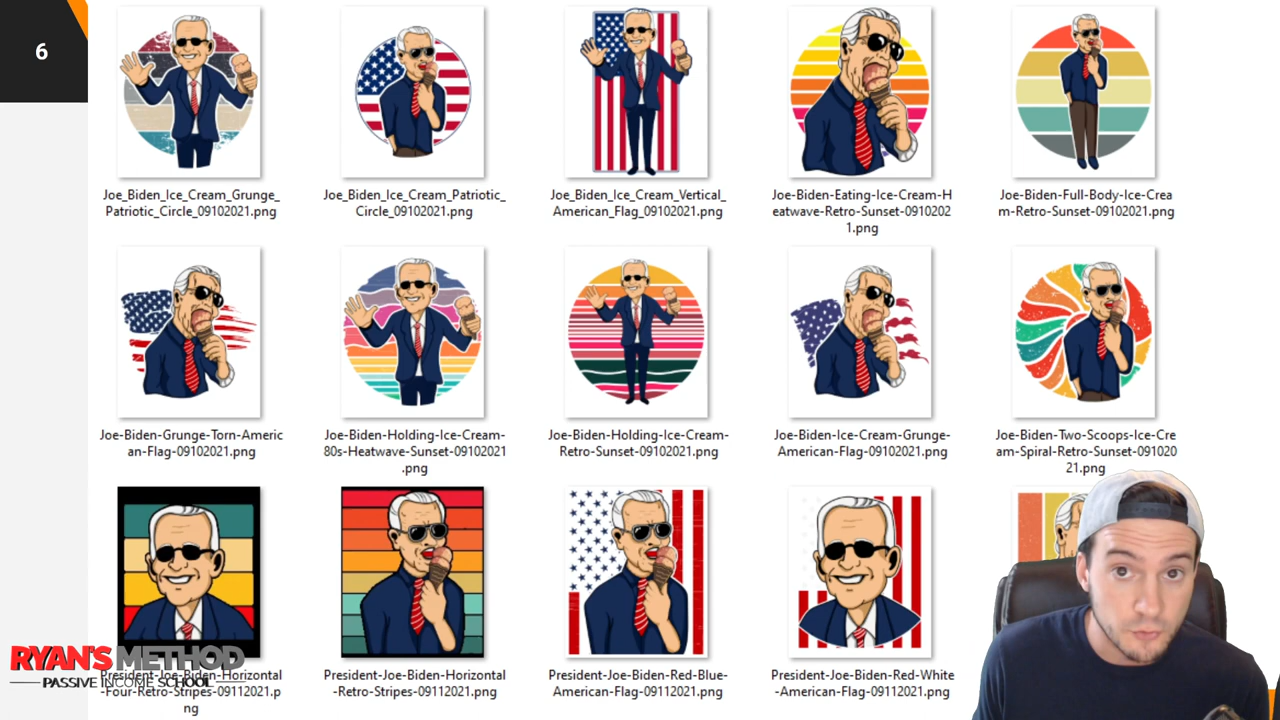 6
Joe_Biden_Ice_Cream_Grunge_
Patriotic_Circle_09102021.png
Joe_Biden_Ice_Cream_Patriotic_
Circle_09102021.png
Joe_Biden_Ice_Cream_Vertical_
American_Flag_09102021.png
Joe-Biden-Eating-Ice-Cream-H
eatwave-Retro-Sunset-0910202
1.png
Joe-Biden-Full-Body-Ice-Crea
m-Retro-Sunset-09102021.png
Joe-Biden-Grunge-Torn-Americ
an-Flag-09102021.png
Joe-Biden-Holding-Ice-Cream-
80s-Heatwave-Sunset-09102021
.png
Joe-Biden-Holding-Ice-Cream-
Retro-Sunset-09102021.png
Joe-Biden-Ice-Cream-Grunge-
American-Flag-09102021.png
Joe-Biden-Two-Scoops-Ice-Cre
am-Spiral-Retro-Sunset-091020
21.png
President-Joe-Biden-Horizontal
-Four-Retro-Stripes-09112021.p
ng
President-Joe-Biden-Horizontal
-Retro-Stripes-09112021.png
President-Joe-Biden-Red-Blue-
American-Flag-09112021.png
President-Joe-Biden-Red-White
-American-Flag-09112021.png
RYAN'S METHOD
PASSIVE INCOME SCHOOL